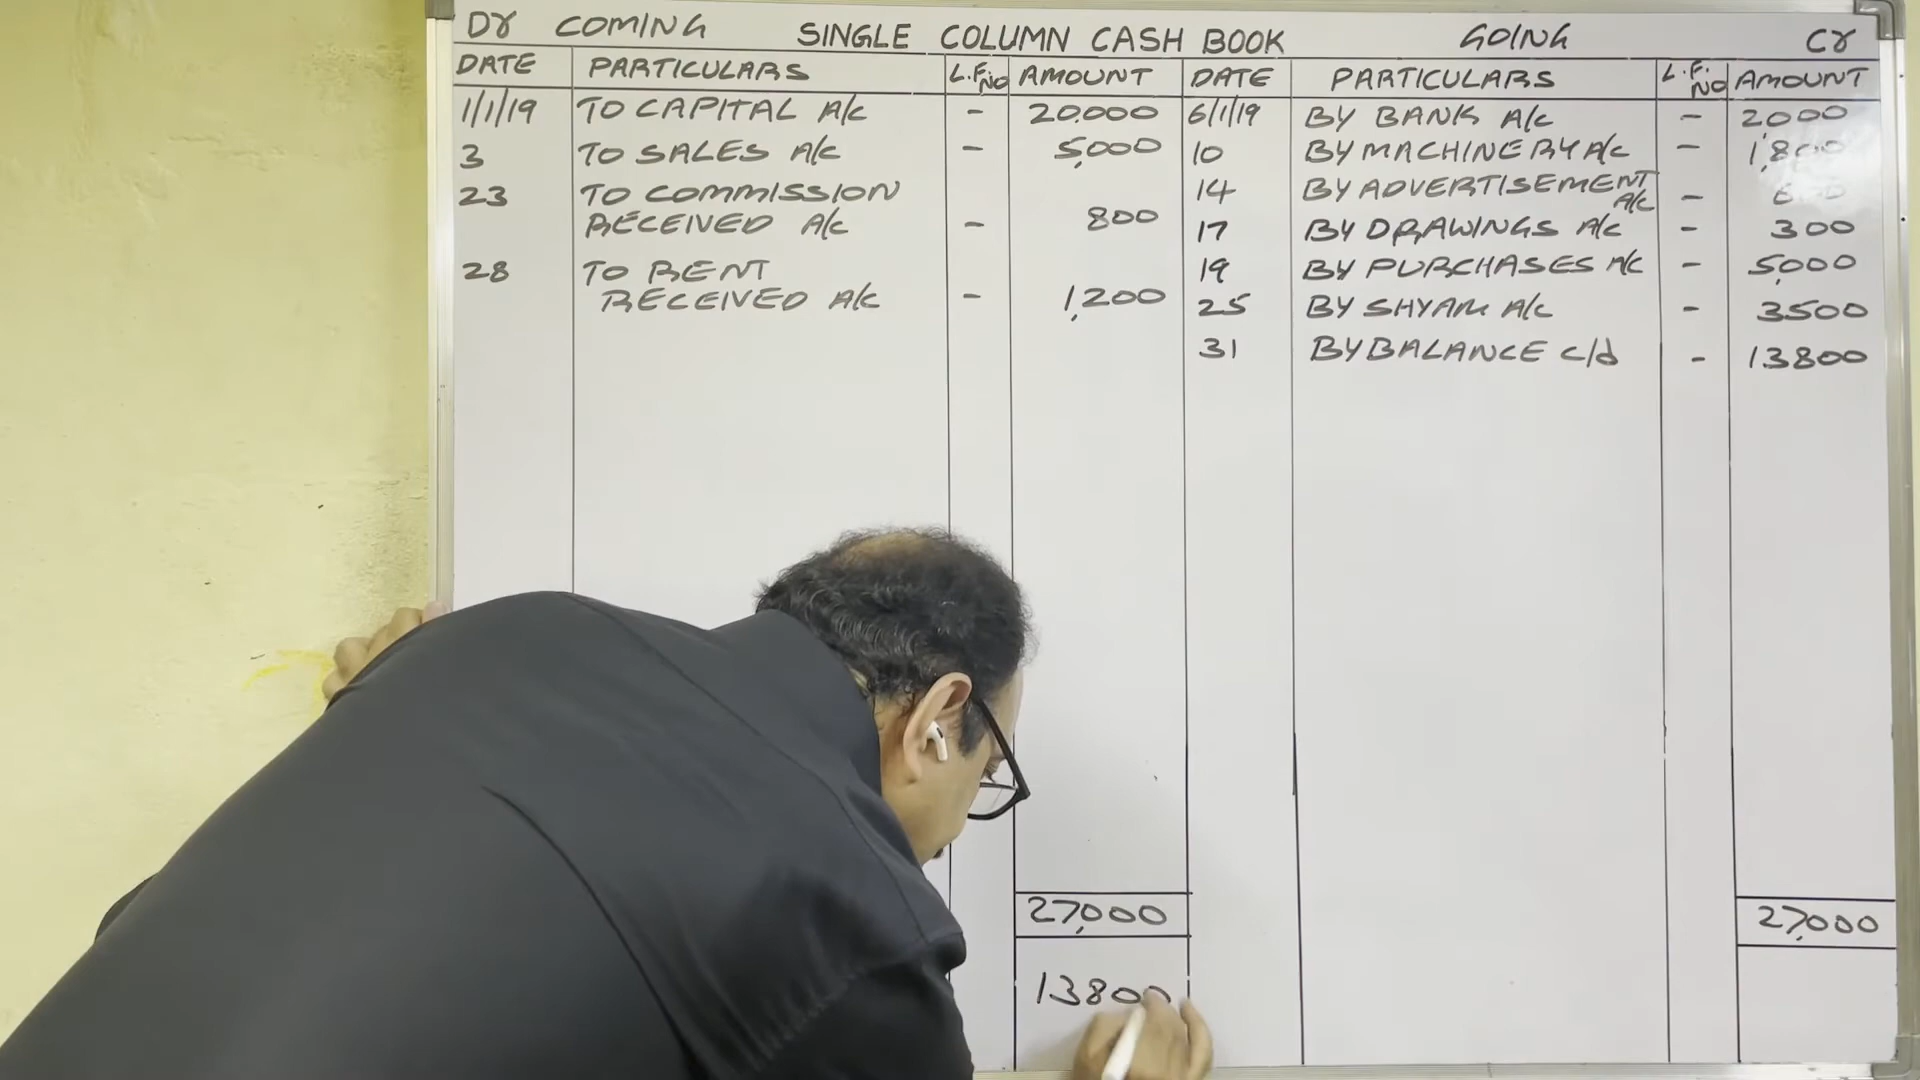 Dr COMING SINGLE COLUMN CASH BOOK GOING Cr
DATE PARTICULARS L.F. NO AMOUNT DATE PARTICULARS L.F. NO AMOUNT
1/1/19 TO CAPITAL A/c - 20,000 6/1/19 BY BANK A/c - 2000
3 TO SALES A/c - 5,000 10 BY MACHINERY A/c - 1,800
23 TO COMMISSION 14 BY ADVERTISEMENT
RECEIVED A/c - 800 A/c -
17 BY DRAWINGS A/c - 300
28 TO RENT 19 BY PURCHASES A/c - 5,000
RECEIVED A/c - 1,200 25 BY SHYAM A/c - 3500
31 BY BALANCE c/d - 13800
27,000 27,000
13800